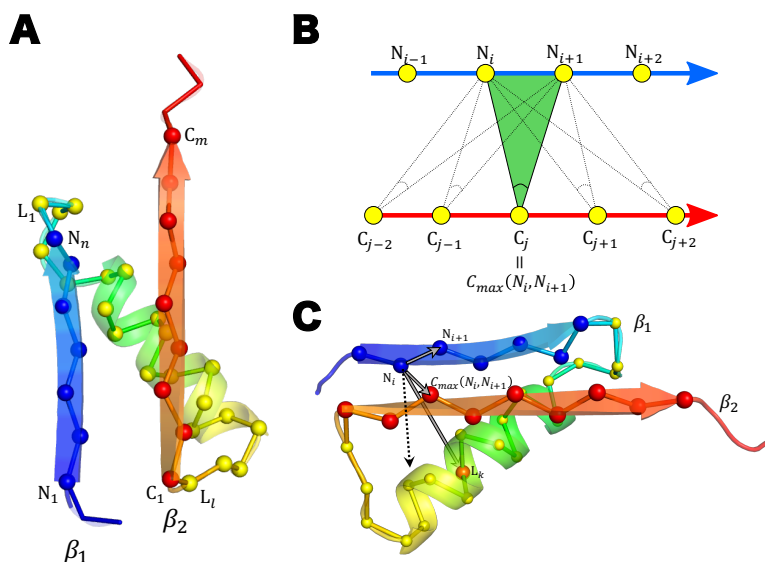 A
C_m
L_1
N_n
N_1
C_1
L_l
β_1
β_2
B
N_{i-1} N_i N_{i+1} N_{i+2}
C_{j-2} C_{j-1} C_j C_{j+1} C_{j+2}
=
C_{max}(N_i, N_{i+1})
C
N_{i+1}
β_1
N_i
C_{max}(N_i, N_{i+1})
β_2
L_k